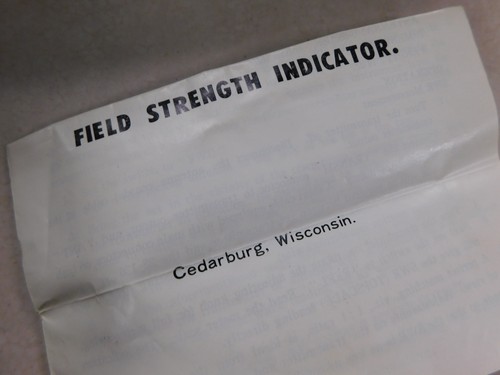 FIELD STRENGTH INDICATOR.
Cedarburg, Wisconsin.